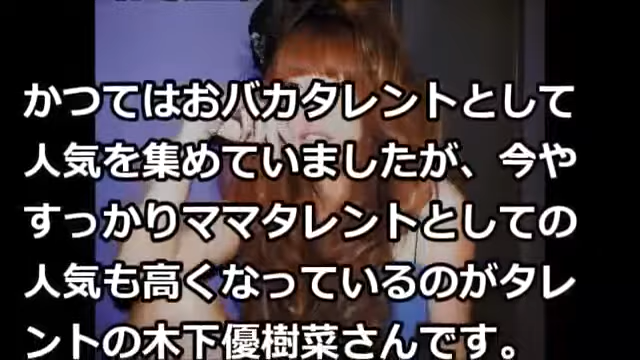 かつてはおバカタレントとして
人気を集めていましたが、今や
すっかりママタレントとしての
人気も高くなっているのがタレ
ントの木下優樹菜さんです。